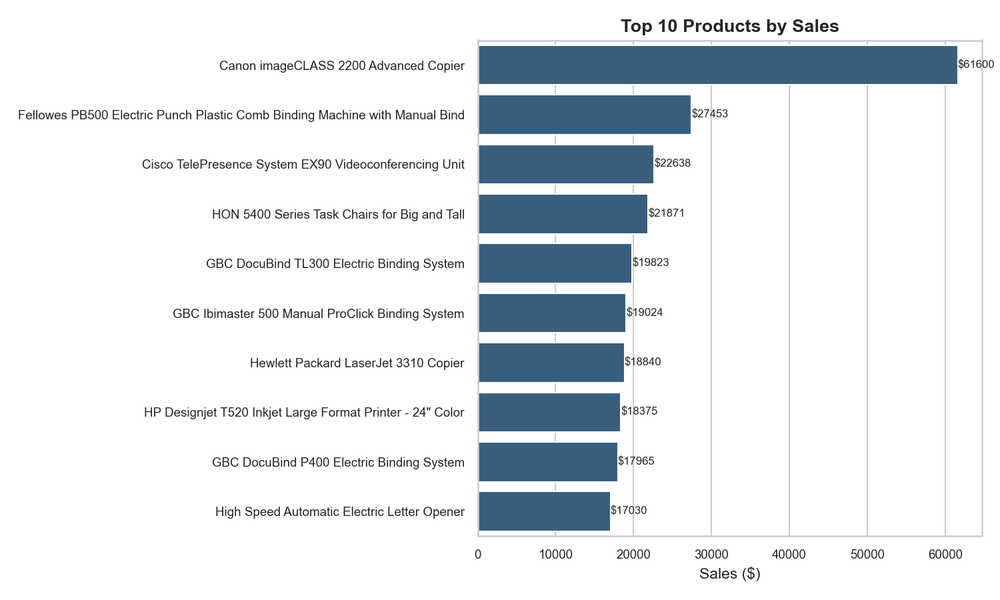 Top 10 Products by Sales
Canon imageCLASS 2200 Advanced Copier
$61600
Fellowes PB500 Electric Punch Plastic Comb Binding Machine with Manual Bind
$27453
Cisco TelePresence System EX90 Videoconferencing Unit
$22638
HON 5400 Series Task Chairs for Big and Tall
$21871
GBC DocuBind TL300 Electric Binding System
$19823
GBC Ibimaster 500 Manual ProClick Binding System
$19024
Hewlett Packard LaserJet 3310 Copier
$18840
HP Designjet T520 Inkjet Large Format Printer - 24" Color
$18375
GBC DocuBind P400 Electric Binding System
$17965
High Speed Automatic Electric Letter Opener
$17030
0 10000 20000 30000 40000 50000 60000
Sales ($)